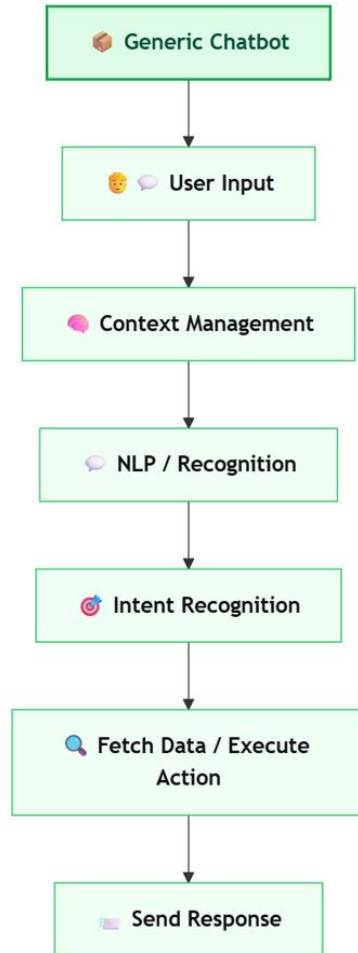 Generic Chatbot
User Input
Context Management
NLP / Recognition
Intent Recognition
Fetch Data / Execute
Action
Send Response